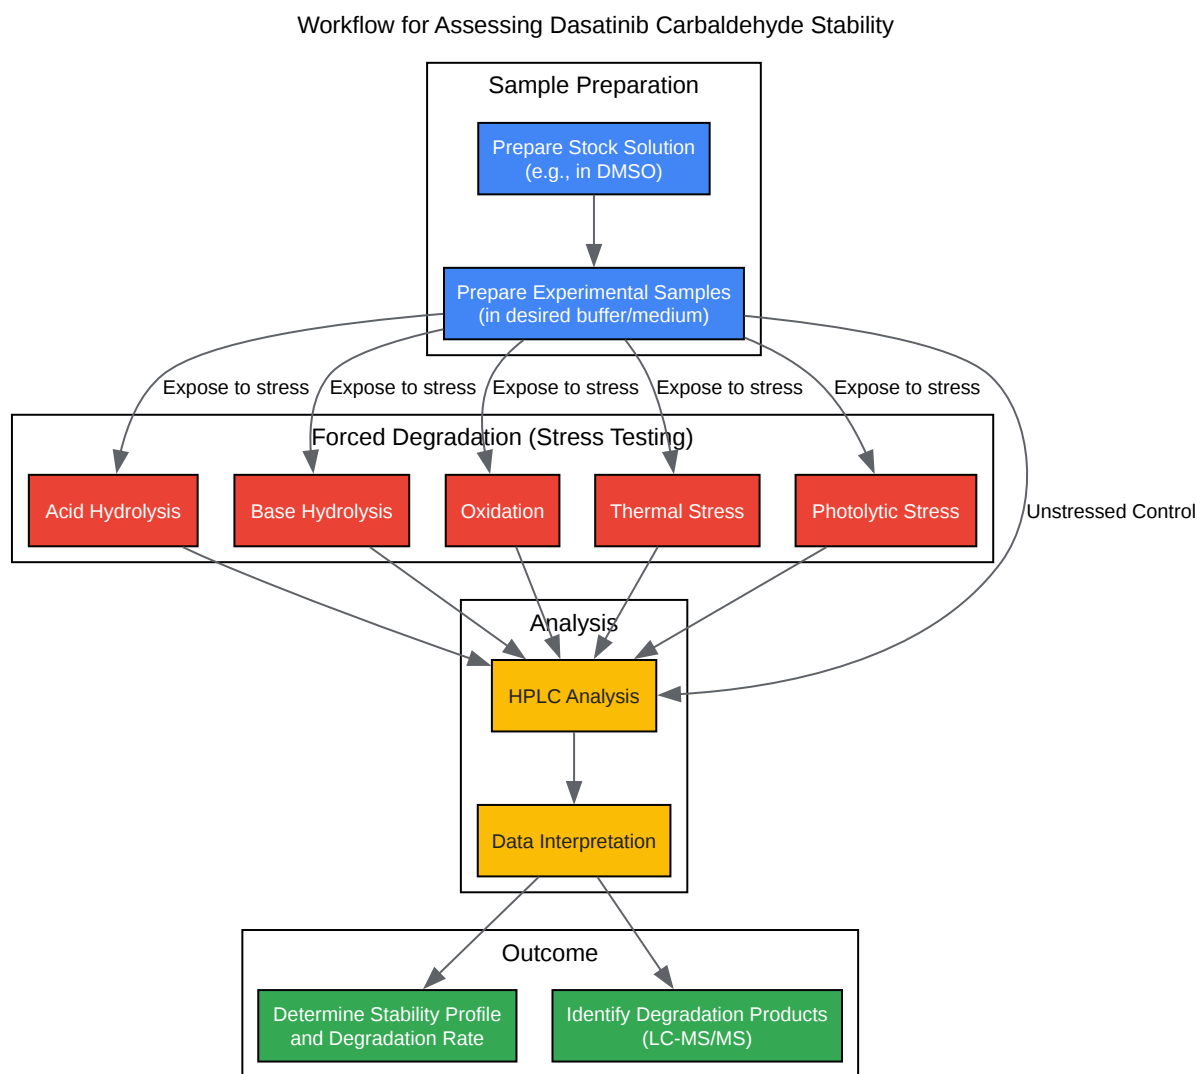 Workflow for Assessing Dasatinib Carbaldehyde Stability
Sample Preparation
Prepare Stock Solution
(e.g., in DMSO)
Prepare Experimental Samples
(in desired buffer/medium)
Expose to stress
Expose to stress
Expose to stress
Expose to stress
Expose to stress
Forced Degradation (Stress Testing)
Acid Hydrolysis
Base Hydrolysis
Oxidation
Thermal Stress
Photolytic Stress
Unstressed Control
Analysis
HPLC Analysis
Data Interpretation
Outcome
Determine Stability Profile
and Degradation Rate
Identify Degradation Products
(LC-MS/MS)